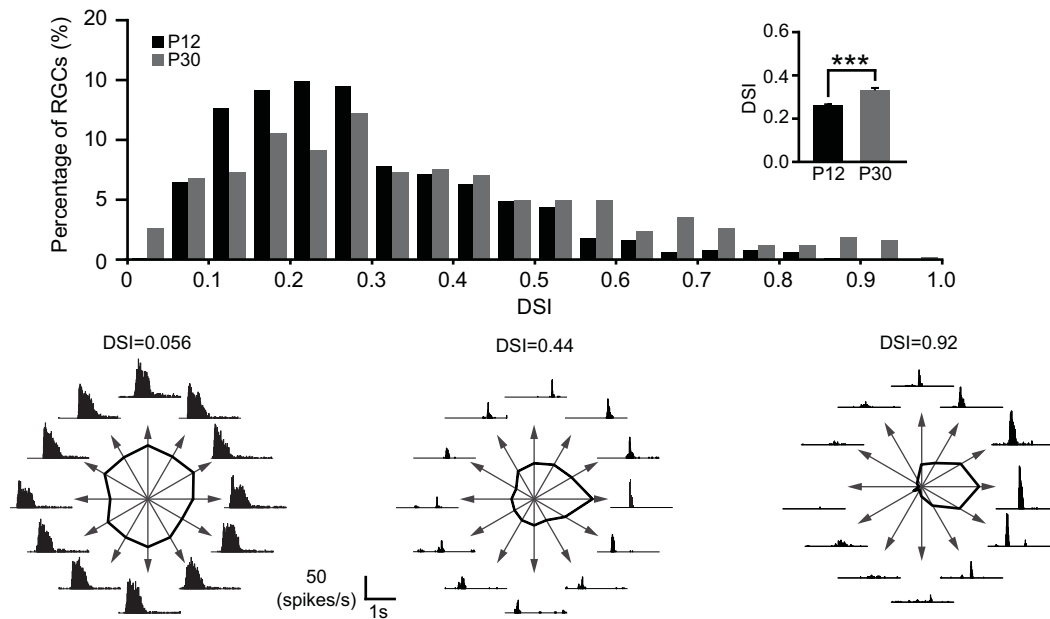 Percentage of RGCs (%)
20
10
10
5
0
P12
P30
0 0.1 0.2 0.3 0.4 0.5 0.6 0.7 0.8 0.9 1.0
DSI
DSI
0.6
0.4
0.2
0.0
***
P12 P30
DSI=0.056
DSI=0.44
DSI=0.92
50
(spikes/s)
1s